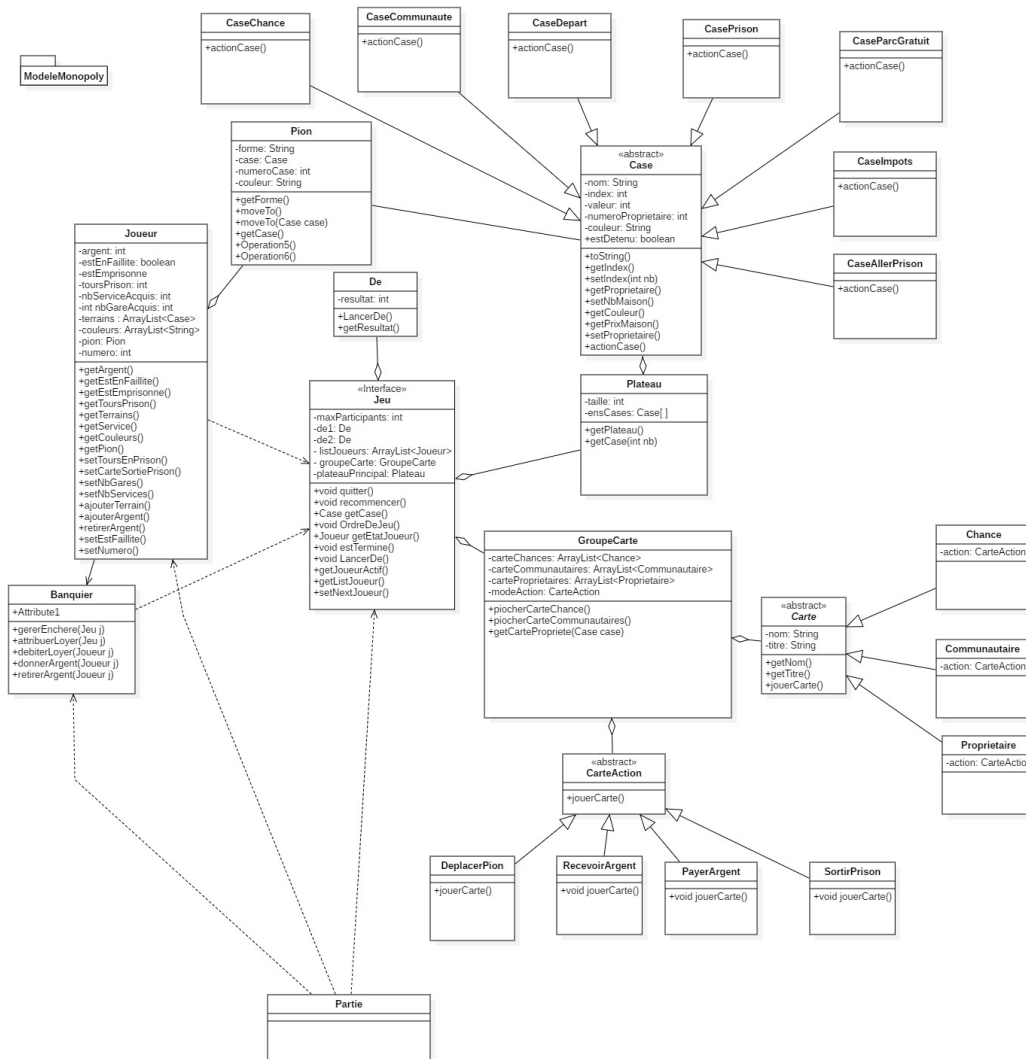 CaseChance
+actionCase()
CaseCommunaute
+actionCase()
CaseDepart
+actionCase()
CasePrison
+actionCase()
CaseParcGratuit
+actionCase()
ModeleMonopoly
Pion
-forme: String
-case: Case
-numeroCase: int
-couleur: String
+getForme()
+moveTo()
+moveTo(Case case)
+getCase()
+Operation5()
+Operation6()
«abstract»
Case
-nom: String
-index: int
-valeur: int
-numeroProprietaire: int
-couleur: String
+estDetenu: boolean
+toString()
+getIndex()
+setIndex(int nb)
+getProprietaire()
+setNbMaison()
+getCouleur()
+getPrixMaison()
+setProprietaire()
+actionCase()
CaseImpots
+actionCase()
CaseAllerPrison
+actionCase()
Joueur
-argent: int
-estEnFaillite: boolean
-estEmprisonne
-toursPrison: int
-nbServiceAcquis: int
-int nbGareAcquis: int
-terrains : ArrayList<Case>
-couleurs: ArrayList<String>
-pion: Pion
-numero: int
+getArgent()
+getEstEnFaillite()
+getEstEmprisonne()
+getToursPrison()
+getTerrains()
+getService()
+getCouleurs()
+getPion()
+setToursEnPrison()
+setCarteSortiePrison()
+setNbGares()
+setNbServices()
+ajouterTerrain()
+ajouterArgent()
+retirerArgent()
+setEstFaillite()
+setNumero()
De
-resultat: int
+LancerDe()
+getResultat()
«Interface»
Jeu
-maxParticipants: int
-de1: De
-de2: De
- listJoueurs: ArrayList<Joueur>
- groupeCarte: GroupeCarte
-plateauPrincipal: Plateau
+void quitter()
+void recommencer()
+Case getCase()
+void OrdreDeJeu()
+Joueur getEtatJoueur()
+void estTermine()
+void LancerDe()
+getJoueurActif()
+getListJoueur()
+setNextJoueur()
Plateau
-taille: int
-ensCases: Case[ ]
+getPlateau()
+getCase(int nb)
Banquier
+Attribute1
+gererEnchere(Jeu j)
+attribuerLoyer(Jeu j)
+debiterLoyer(Joueur j)
+donnerArgent(Joueur j)
+retirerArgent(Joueur j)
GroupeCarte
-carteChances: ArrayList<Chance>
-carteCommunautaires: ArrayList<Communautaire>
-carteProprietaires: ArrayList<Proprietaire>
-modeAction: CarteAction
+piocherCarteChance()
+piocherCarteCommunautaires()
+getCartePropriete(Case case)
«abstract»
Carte
-nom: String
-titre: String
+getNom()
+getTitre()
+jouerCarte()
Chance
-action: CarteAction
Communautaire
-action: CarteAction
Proprietaire
-action: CarteAction
«abstract»
CarteAction
+jouerCarte()
DeplacerPion
+jouerCarte()
RecevoirArgent
+void jouerCarte()
PayerArgent
+void jouerCarte()
SortirPrison
+void jouerCarte()
Partie